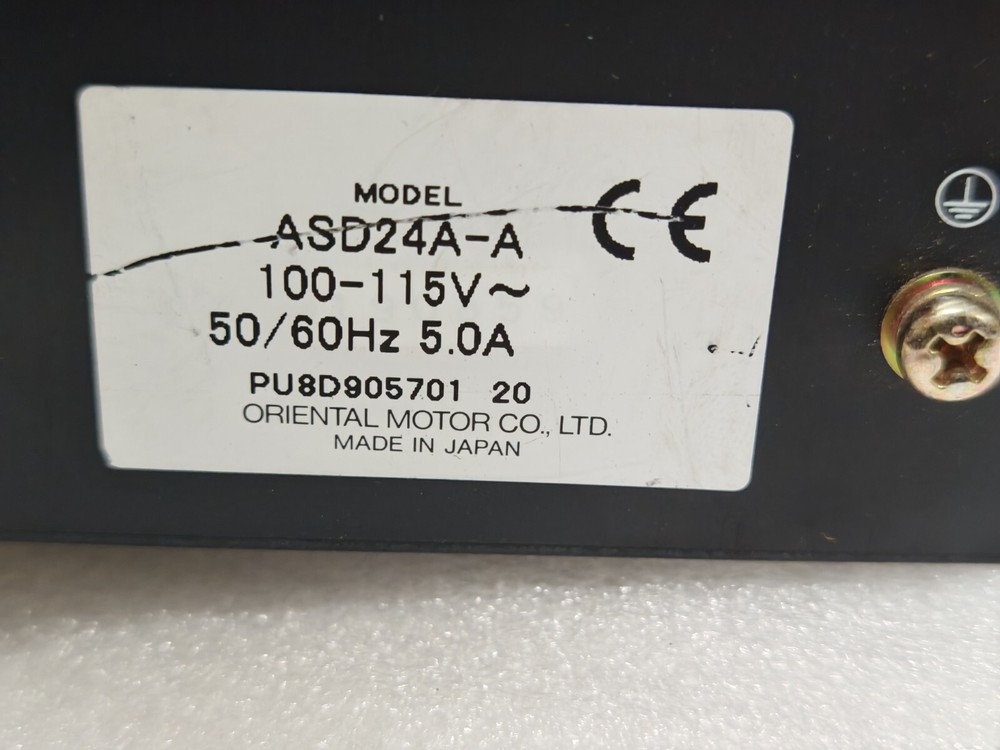 MODEL
ASD24A-A
CE
100-115V~
50/60Hz 5.0A
PU8D905701 20
ORIENTAL MOTOR CO., LTD.
MADE IN JAPAN